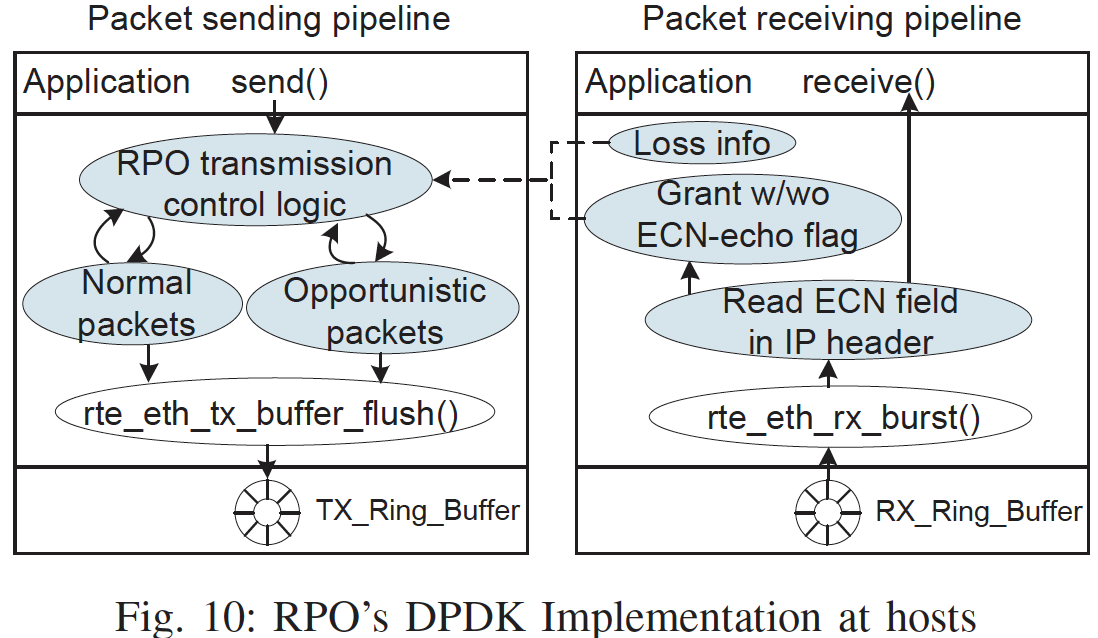 Packet sending pipeline
Application send()
RPO transmission
control logic
Normal
packets
Opportunistic
packets
rte_eth_tx_buffer_flush()
TX_Ring_Buffer
Packet receiving pipeline
Application receive()
Loss info
Grant w/wo
ECN-echo flag
Read ECN field
in IP header
rte_eth_rx_burst()
RX_Ring_Buffer
Fig. 10: RPO's DPDK Implementation at hosts